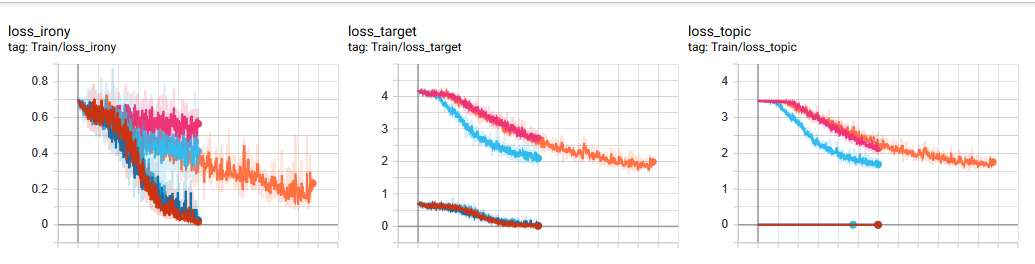 loss_irony
tag: Train/loss_irony
0.8
0.6
0.4
0.2
0
loss_target
tag: Train/loss_target
4
3
2
1
0
loss_topic
tag: Train/loss_topic
4
3
2
1
0